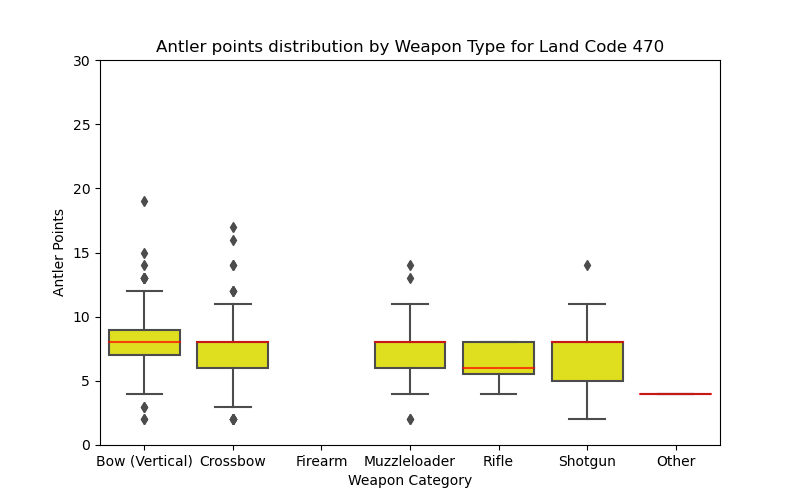 Antler points distribution by Weapon Type for Land Code 470
30
25
20
15
10
5
0
Antler Points
Bow (Vertical) Crossbow Firearm Muzzleloader Rifle Shotgun Other
Weapon Category